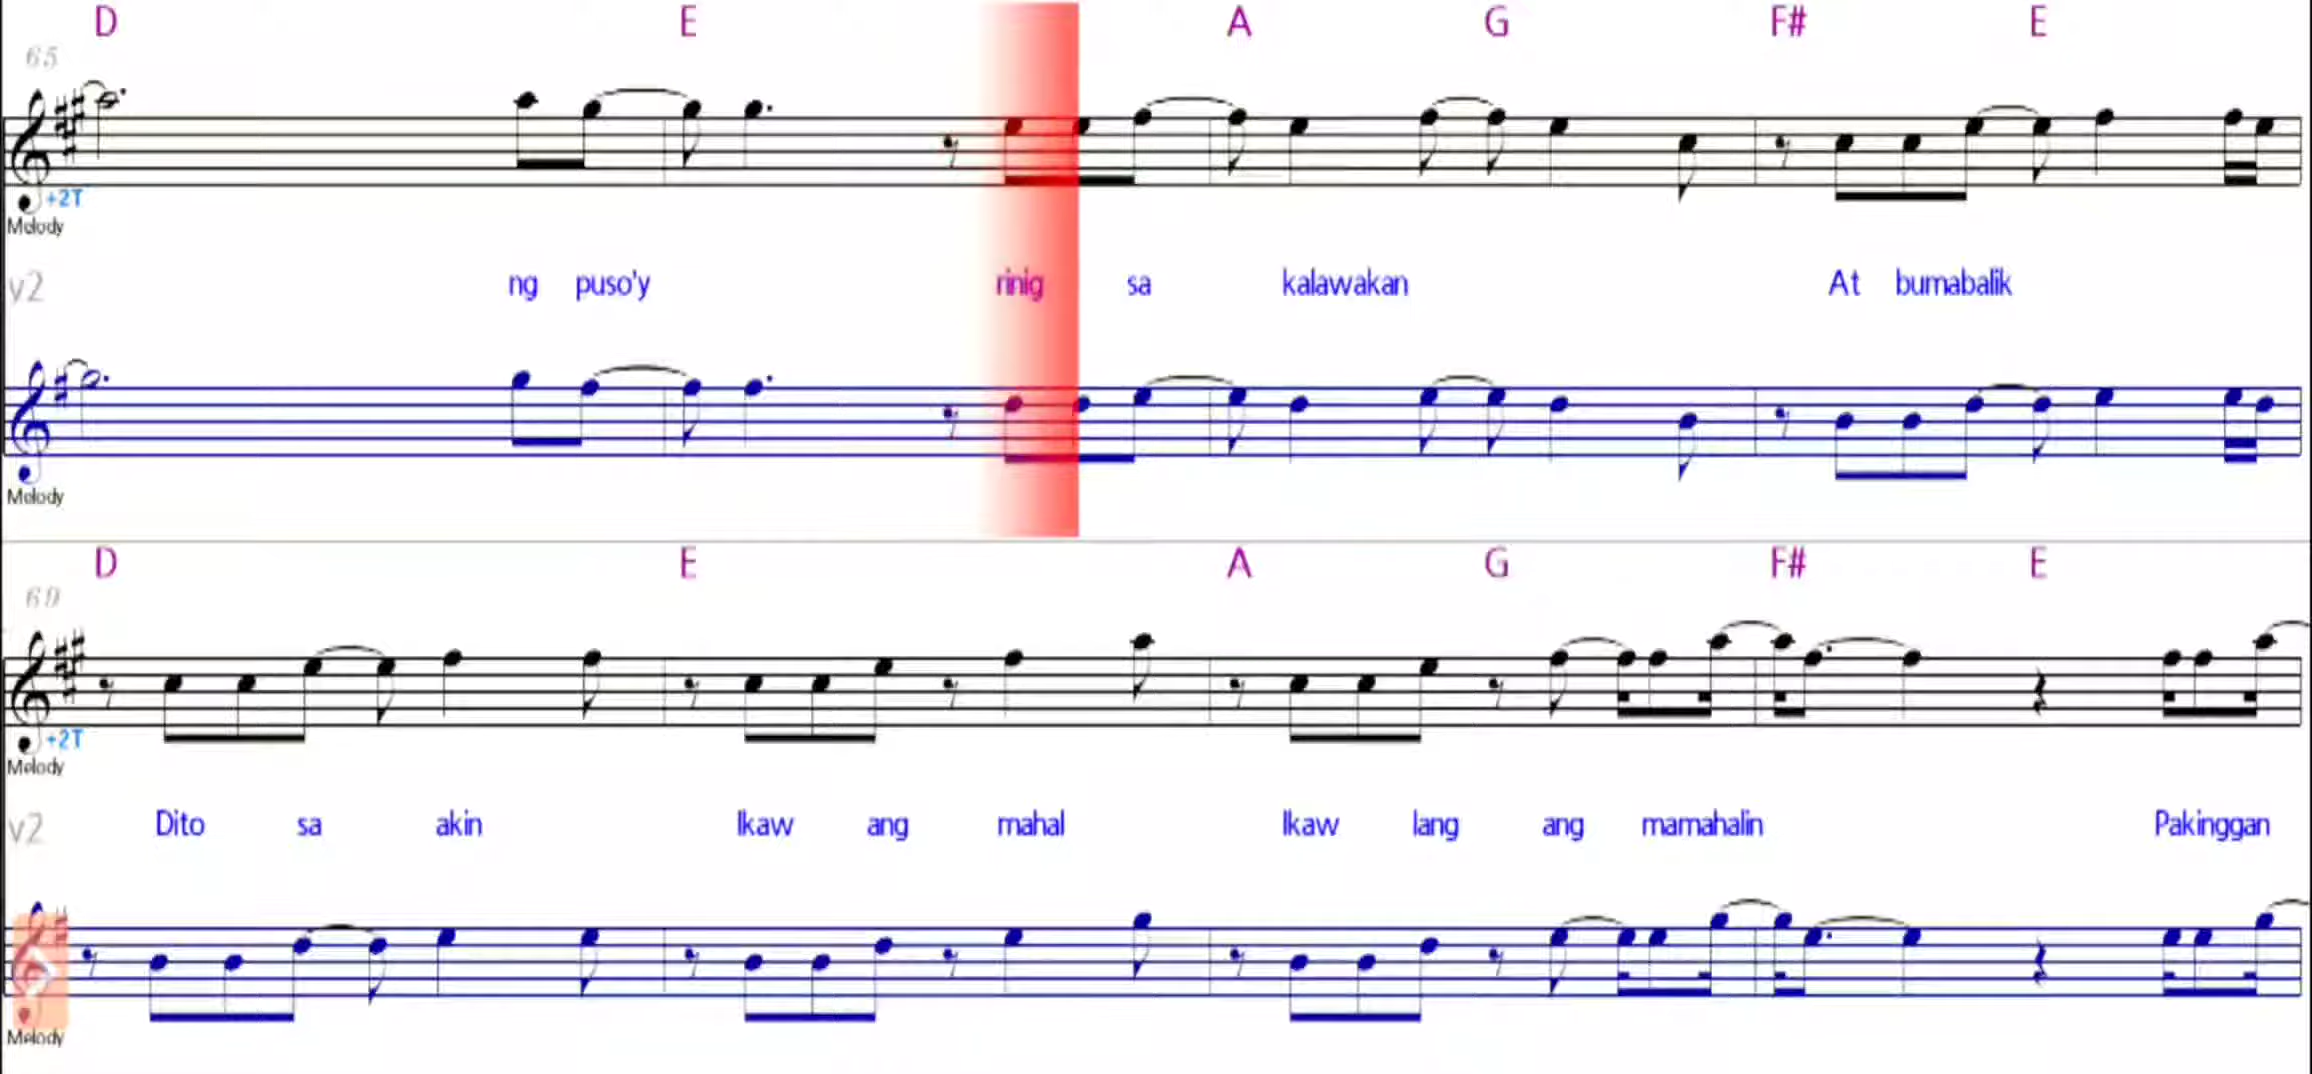 D E A G F# E
65
+2T
Melody
v2 ng puso'y rinig sa kalawakan At bumabalik
Melody
D E A G F# E
69
+2T
Melody
v2 Dito sa akin Ikaw ang mahal Ikaw lang ang mamahalin Pakinggan
Melody